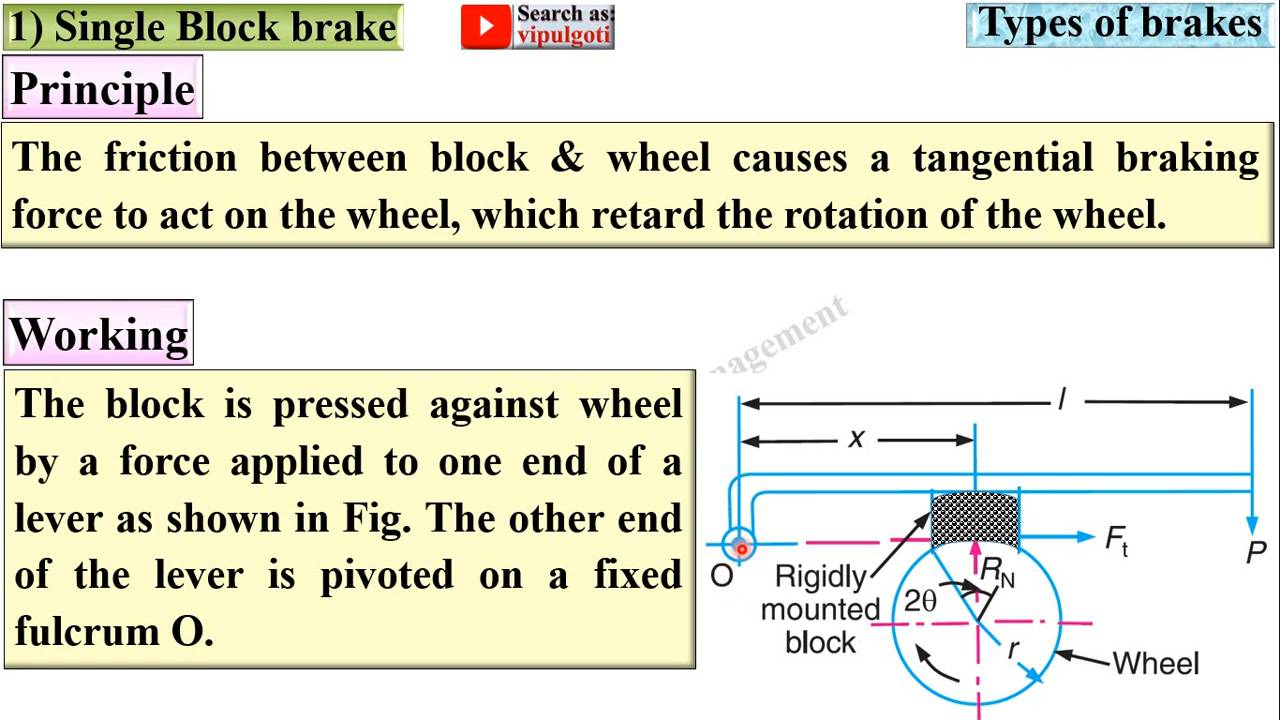 1) Single Block brake
Search as:
vipulgoti
Types of brakes
Principle
The friction between block & wheel causes a tangential braking
force to act on the wheel, which retard the rotation of the wheel.
Working
nagement
The block is pressed against wheel
by a force applied to one end of a
lever as shown in Fig. The other end
of the lever is pivoted on a fixed
fulcrum O.
l
x
Ft
P
O
Rigidly
mounted
block
RN
2θ
r
Wheel